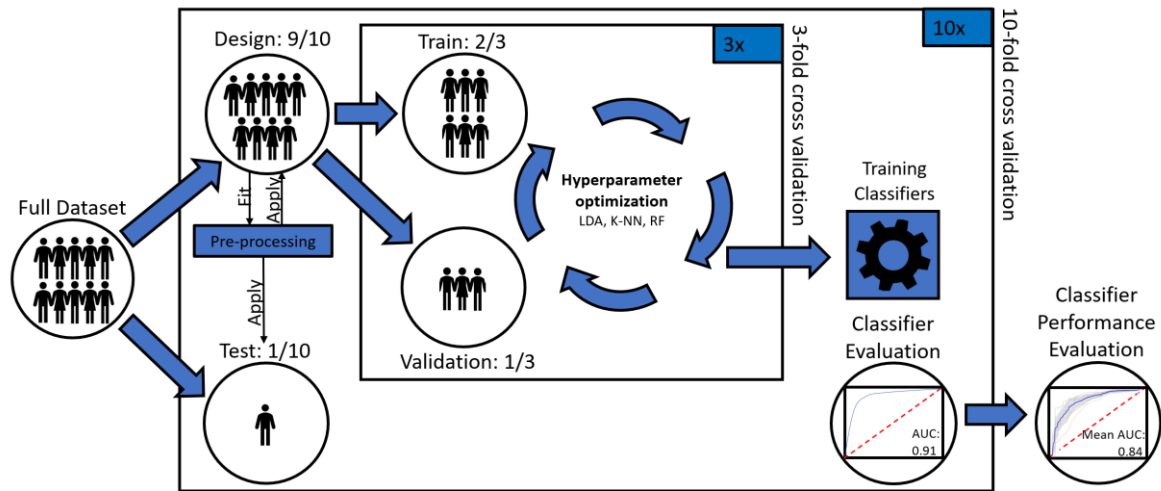 Full Dataset
Design: 9/10
Fit
Apply
Pre-processing
Apply
Test: 1/10
Train: 2/3
Validation: 1/3
3x
Hyperparameter
optimization
LDA, K-NN, RF
3-fold cross validation
10x
10-fold cross validation
Training
Classifiers
Classifier
Evaluation
AUC:
0.91
Classifier
Performance
Evaluation
Mean AUC:
0.84